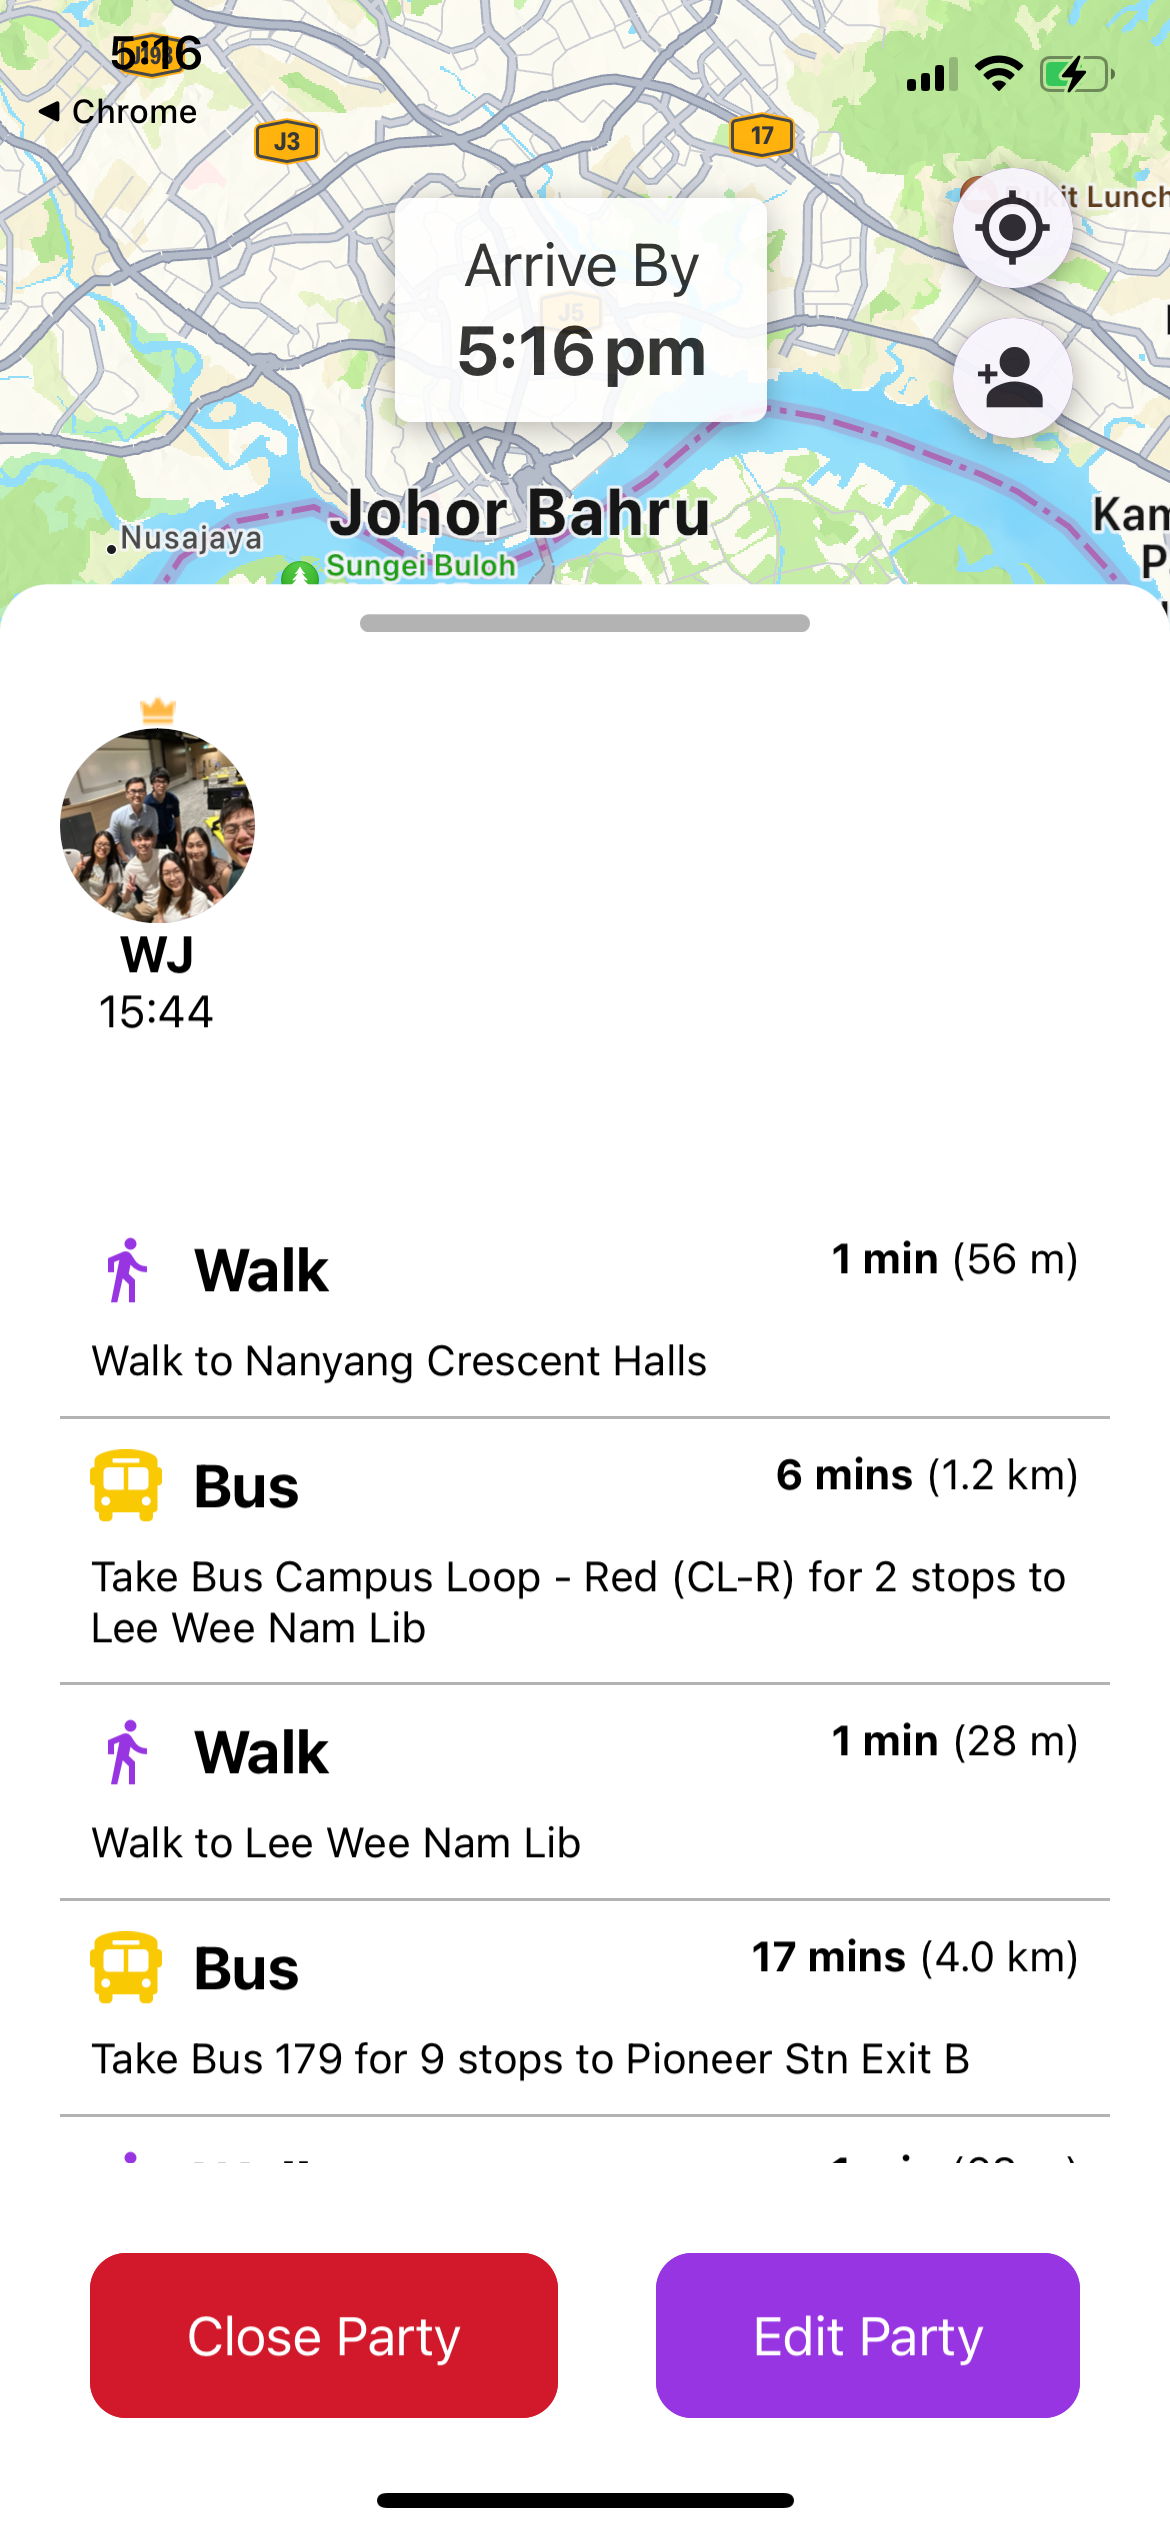 5:16
J198
Chrome
J3
17
Bukit Lunch
Arrive By
J5
5:16 pm
Johor Bahru
Nusajaya
Sungei Buloh
Kam
P
WJ
15:44
Walk
1 min (56 m)
Walk to Nanyang Crescent Halls
Bus
6 mins (1.2 km)
Take Bus Campus Loop - Red (CL-R) for 2 stops to
Lee Wee Nam Lib
Walk
1 min (28 m)
Walk to Lee Wee Nam Lib
Bus
17 mins (4.0 km)
Take Bus 179 for 9 stops to Pioneer Stn Exit B
Close Party
Edit Party